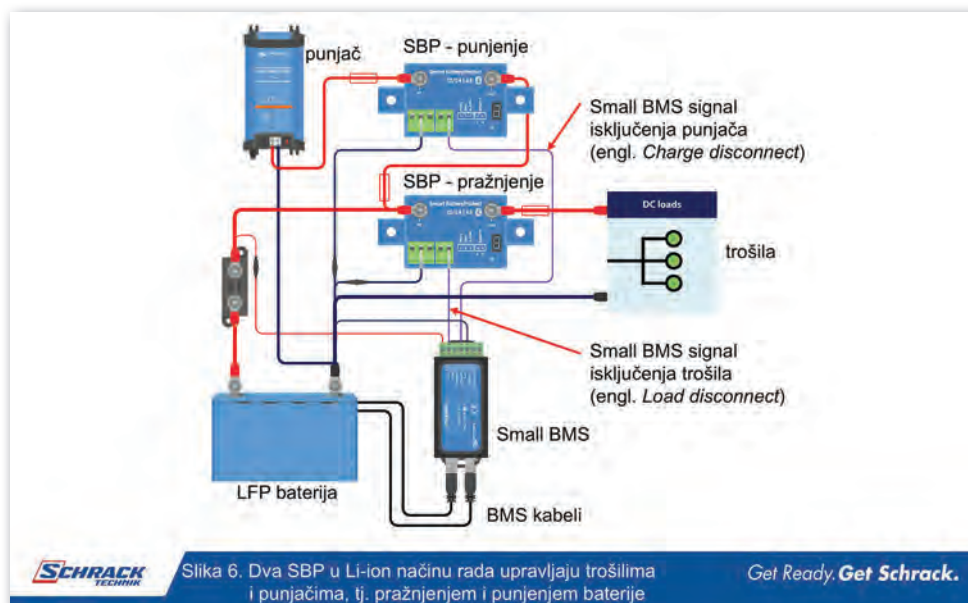 punjač
SBP - punjenje
Small BMS signal
isključenja punjača
(engl. Charge disconnect)
SBP - pražnjenje
DC loads
trošila
Small BMS signal
isključenja trošila
(engl. Load disconnect)
Small BMS
LFP baterija
BMS kabeli
SCHRACK
TECHNIK
Slika 6. Dva SBP u Li-ion načinu rada upravljaju trošilima
i punjačima, tj. pražnjenjem i punjenjem baterije
Get Ready. Get Schrack.